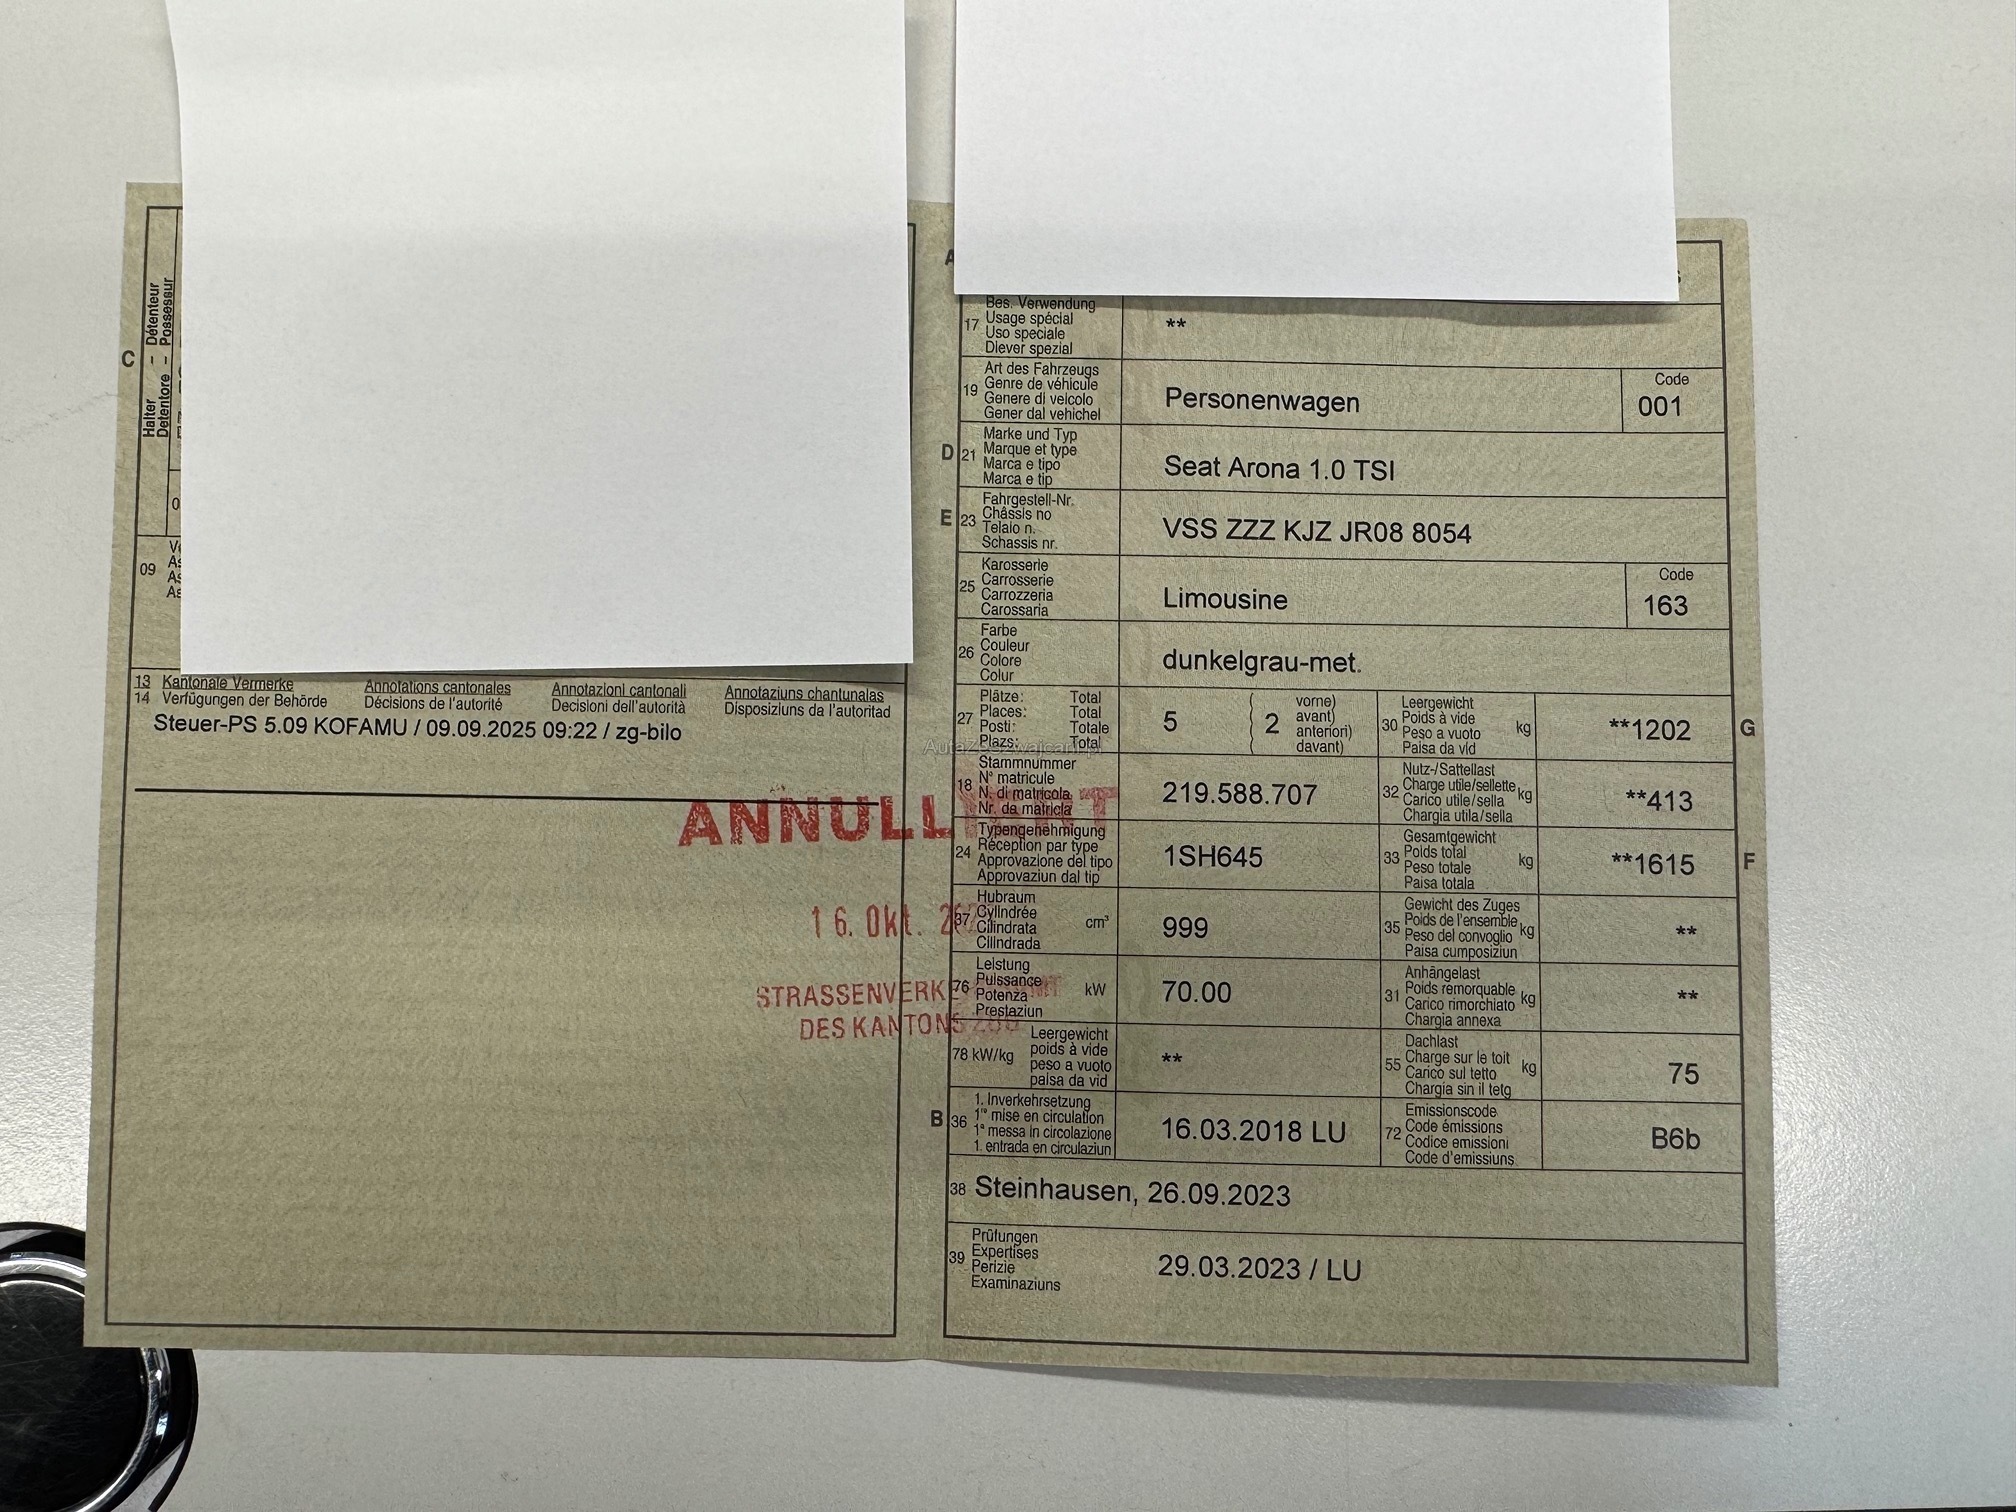 C
Halter - Détenteur
Detentore - Possessur
09
13 Kantonale Vermerke Annotations cantonales Annotazioni cantonali Annotaziuns chantunalas
14 Verfügungen der Behörde Décisions de l'autorité Decisioni dell'autorità Disposiziuns da l'autoritad
Steuer-PS 5.09 KOFAMU / 09.09.2025 09:22 / zg-bilo
AutaZeSzwajcarii.pl
ANNULLIERT
16. Okt.
STRASSENVERKEHRSAMT
DES KANTONS ZUG
A
17 Bes. Verwendung
Usage spécial
Uso speciale
Diever spezial
**
19 Art des Fahrzeugs
Genre de véhicule
Genere di veicolo
Gener dal vehichel
Personenwagen
Code
001
D 21 Marke und Typ
Marque et type
Marca e tipo
Marca e tip
Seat Arona 1.0 TSI
E 23 Fahrgestell-Nr.
Châssis no
Telaio n.
Schassis nr.
VSS ZZZ KJZ JR08 8054
25 Karosserie
Carrosserie
Carrozzeria
Carossaria
Limousine
Code
163
26 Farbe
Couleur
Colore
Colur
dunkelgrau-met.
27 Plätze: Total
Places: Total
Posti: Totale
Plazs: Total
5
2
vorne)
avant)
anteriori)
davant)
30 Leergewicht
Poids à vide
Peso a vuoto
Paisa da vid
kg
**1202
G
18 Stammnummer
N° matricule
N. di matricola
Nr. da matricla
219.588.707
32 Nutz-/Sattellast
Charge utile/sellette
Carico utile/sella
Chargia utila/sella
kg
**413
24 Typengenehmigung
Réception par type
Approvazione del tipo
Approvaziun dal tip
1SH645
33 Gesamtgewicht
Poids total
Peso totale
Paisa totala
kg
**1615
F
37 Hubraum
Cylindrée
Cilindrata
Cilindrada
cm³
999
35 Gewicht des Zuges
Poids de l'ensemble
Peso del convoglio
Paisa cumposiziun
kg
**
76 Leistung
Puissance
Potenza
Prestaziun
kW
70.00
31 Anhängelast
Poids remorquable
Carico rimorchiato
Chargia annexa
kg
**
78 kW/kg
Leergewicht
poids à vide
peso a vuoto
paisa da vid
**
55 Dachlast
Charge sur le toit
Carico sul tetto
Chargia sin il tetg
kg
75
B 36 1. Inverkehrsetzung
1re mise en circulation
1a messa in circolazione
1. entrada en circulaziun
16.03.2018 LU
72 Emissionscode
Code émissions
Codice emissioni
Code d'emissiuns
B6b
38 Steinhausen, 26.09.2023
39 Prüfungen
Expertises
Perizie
Examinaziuns
29.03.2023 / LU